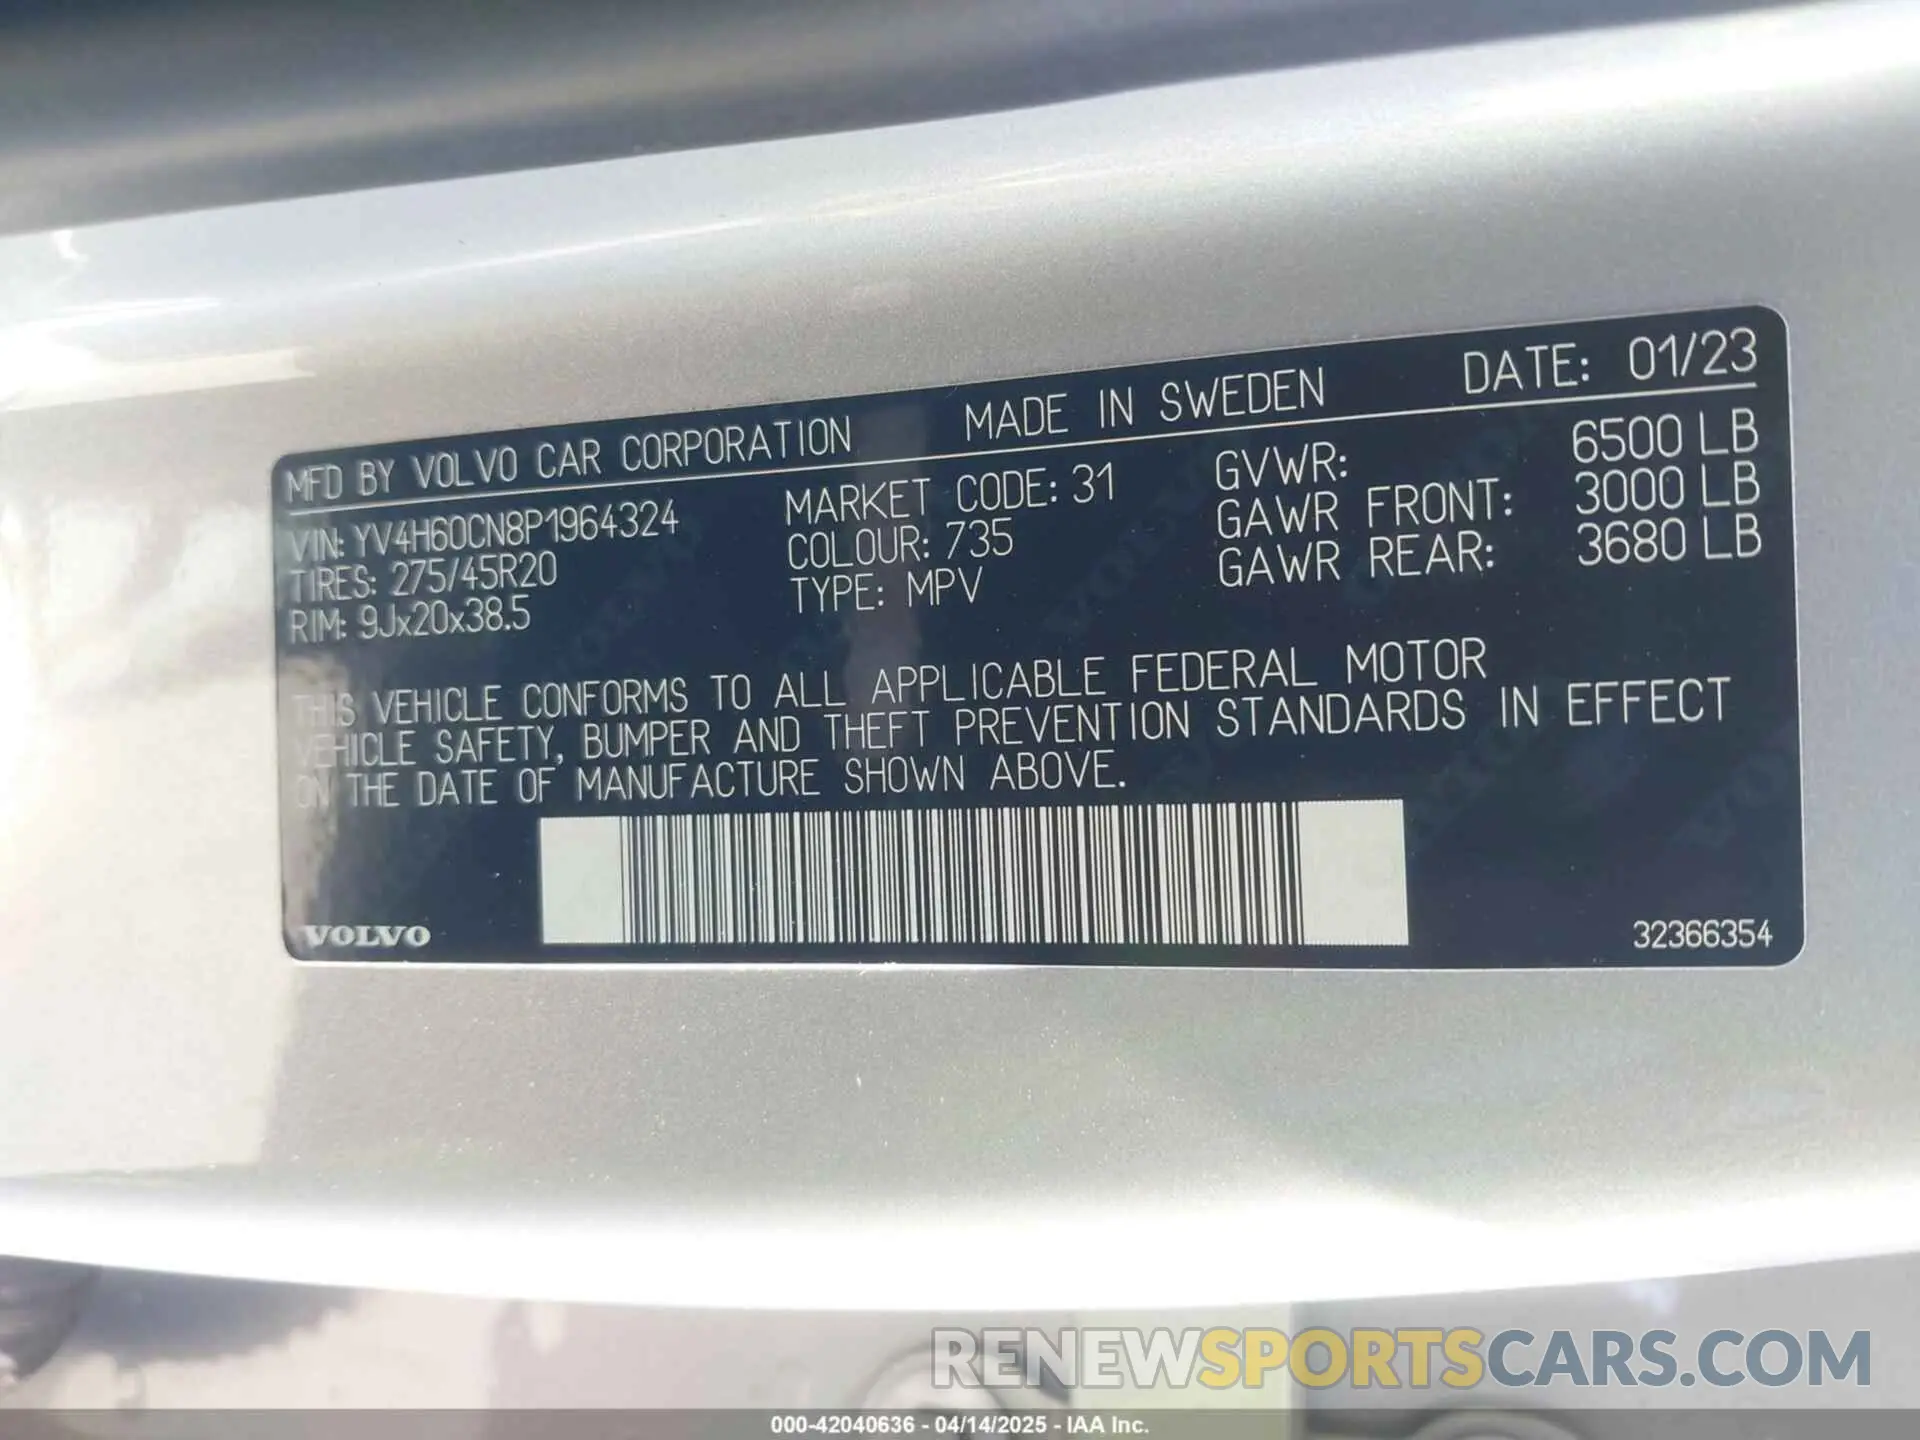 MFD BY VOLVO CAR CORPORATION MADE IN SWEDEN DATE: 01/23
VIN: YV4H60CN8P1964324 MARKET CODE: 31 GVWR: 6500 LB
TIRES: 275/45R20 COLOUR: 735 GAWR FRONT: 3000 LB
RIM: 9Jx20x38.5 TYPE: MPV GAWR REAR: 3680 LB
THIS VEHICLE CONFORMS TO ALL APPLICABLE FEDERAL MOTOR
VEHICLE SAFETY, BUMPER AND THEFT PREVENTION STANDARDS IN EFFECT
ON THE DATE OF MANUFACTURE SHOWN ABOVE.
VOLVO 32366354
RENEWSPORTSCARS.COM
000-42040636 - 04/14/2025 - IAA Inc.